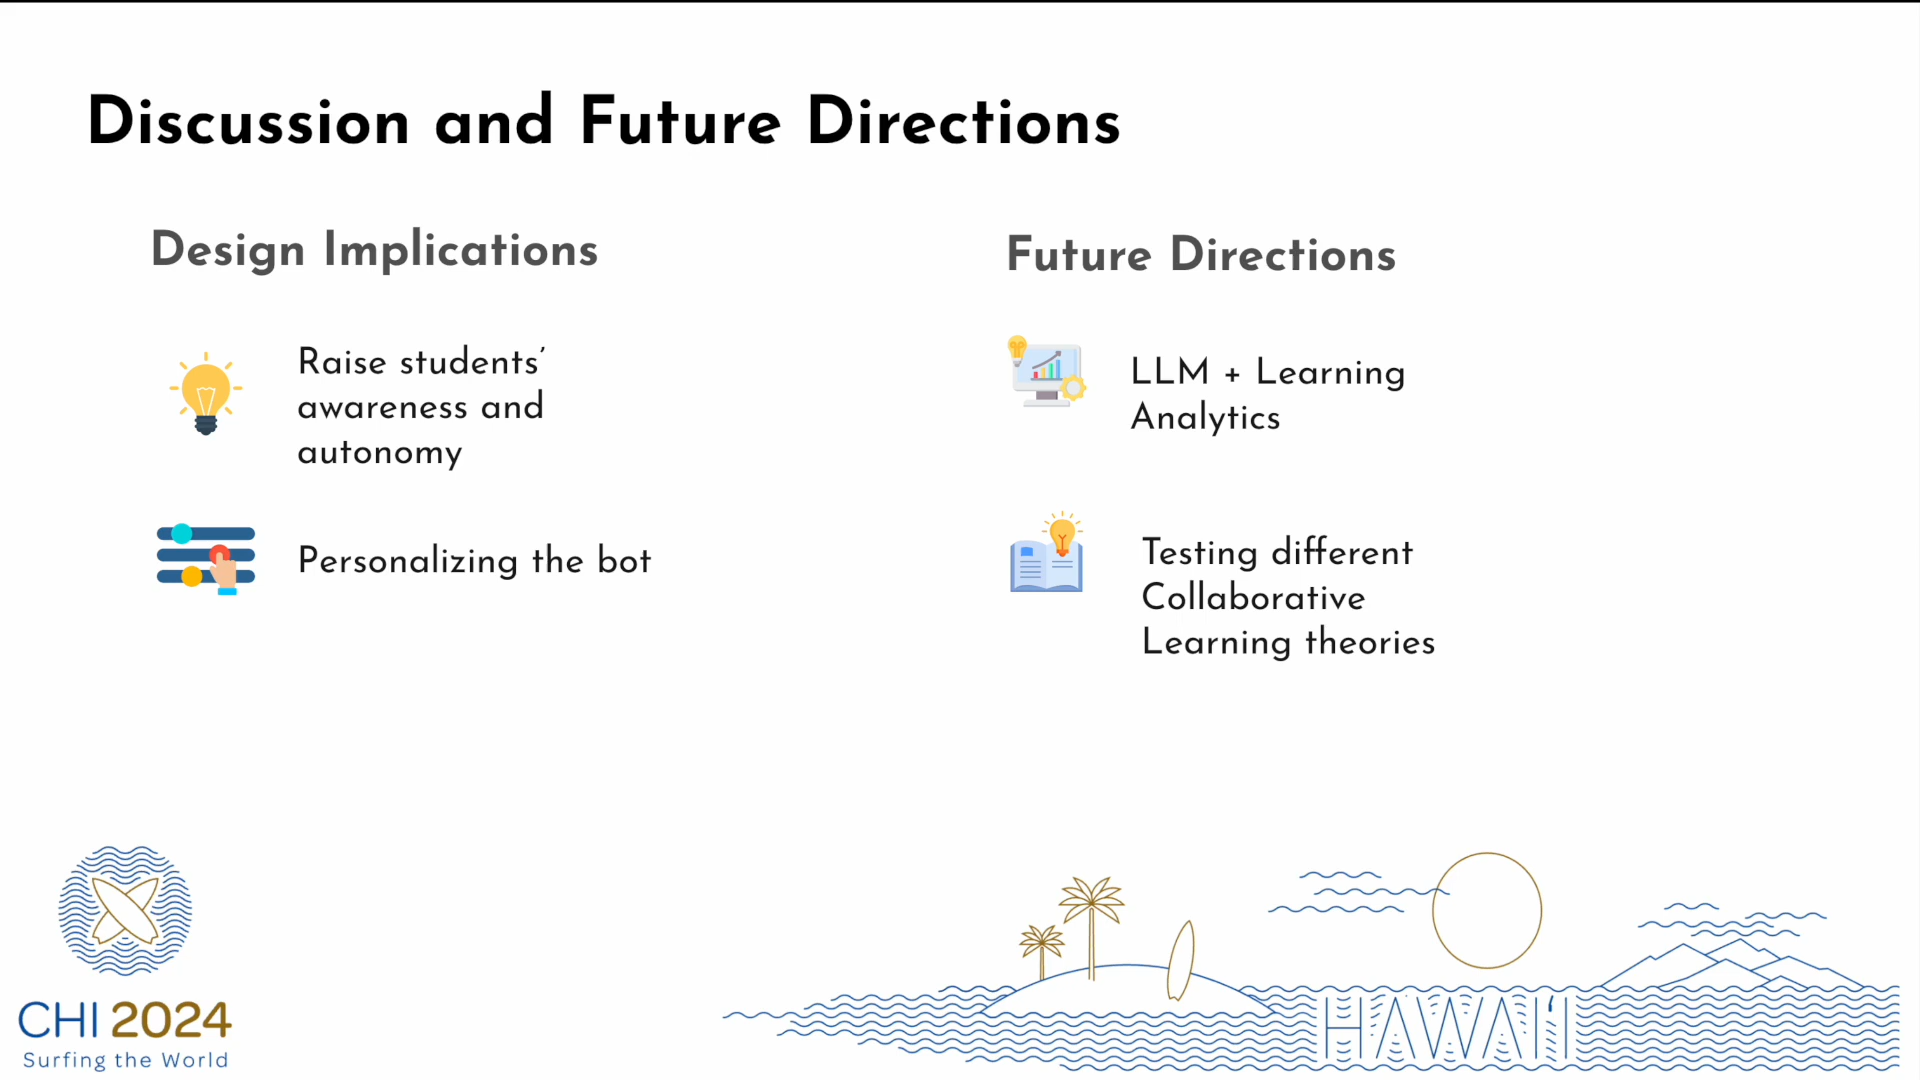 Discussion and Future Directions
Design Implications
Raise students’
awareness and
autonomy
Personalizing the bot
Future Directions
LLM + Learning
Analytics
Testing different
Collaborative
Learning theories
CHI 2024
Surfing the World
HAWAIʻI